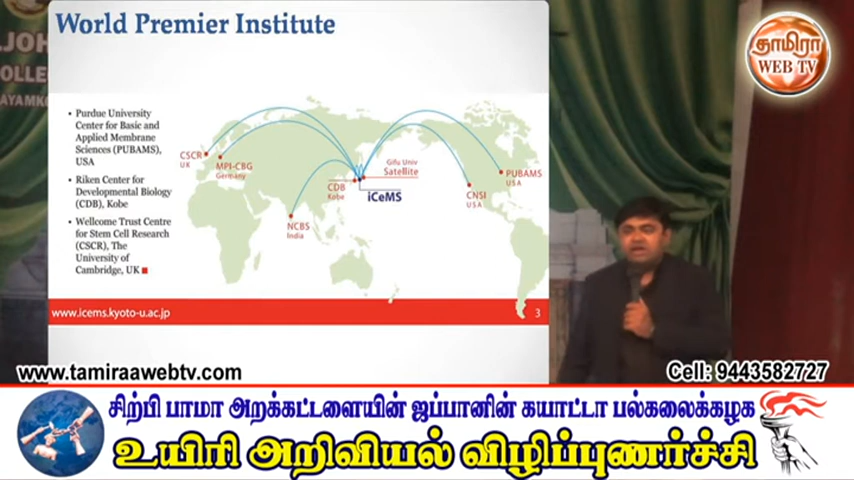 World Premier Institute
JOH
COLLE
AYAMK
தாமிரா
WEB TV
• Purdue University
Center for Basic and
Applied Membrane
Sciences (PUBAMS),
USA
• Riken Center for
Developmental Biology
(CDB), Kobe
• Wellcome Trust Centre
for Stem Cell Research
(CSCR), The
University of
Cambridge, UK
CSCR
UK
MPI-CBG
Germany
NCBS
India
CDB
Kobe
Gifu Univ
Satellite
iCeMS
CNSI
USA
PUBAMS
USA
www.icems.kyoto-u.ac.jp
3
www.tamiraawebtv.com
Cell: 9443582727
சிற்பி பாமா அறக்கட்டளையின் ஜப்பானின் கயாட்டா பல்கலைக்கழக
உயிரி அறிவியல் விழிப்புணர்ச்சி